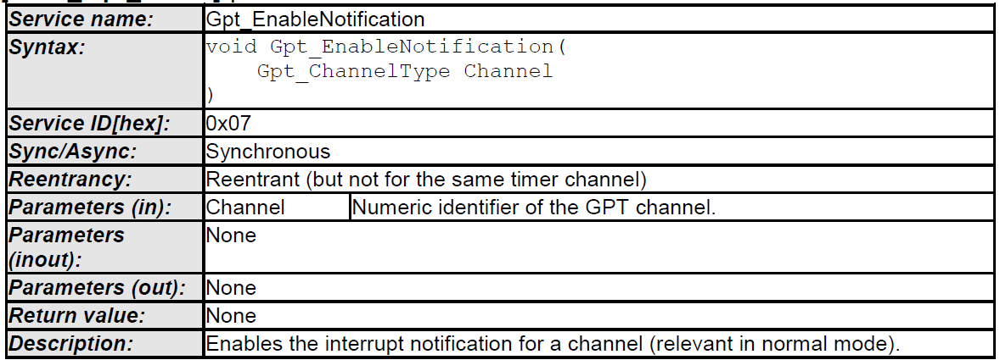 Service name: Gpt_EnableNotification
Syntax: void Gpt_EnableNotification(
Gpt_ChannelType Channel
)
Service ID[hex]: 0x07
Sync/Async: Synchronous
Reentrancy: Reentrant (but not for the same timer channel)
Parameters (in): Channel Numeric identifier of the GPT channel.
Parameters None
(inout):
Parameters (out): None
Return value: None
Description: Enables the interrupt notification for a channel (relevant in normal mode).